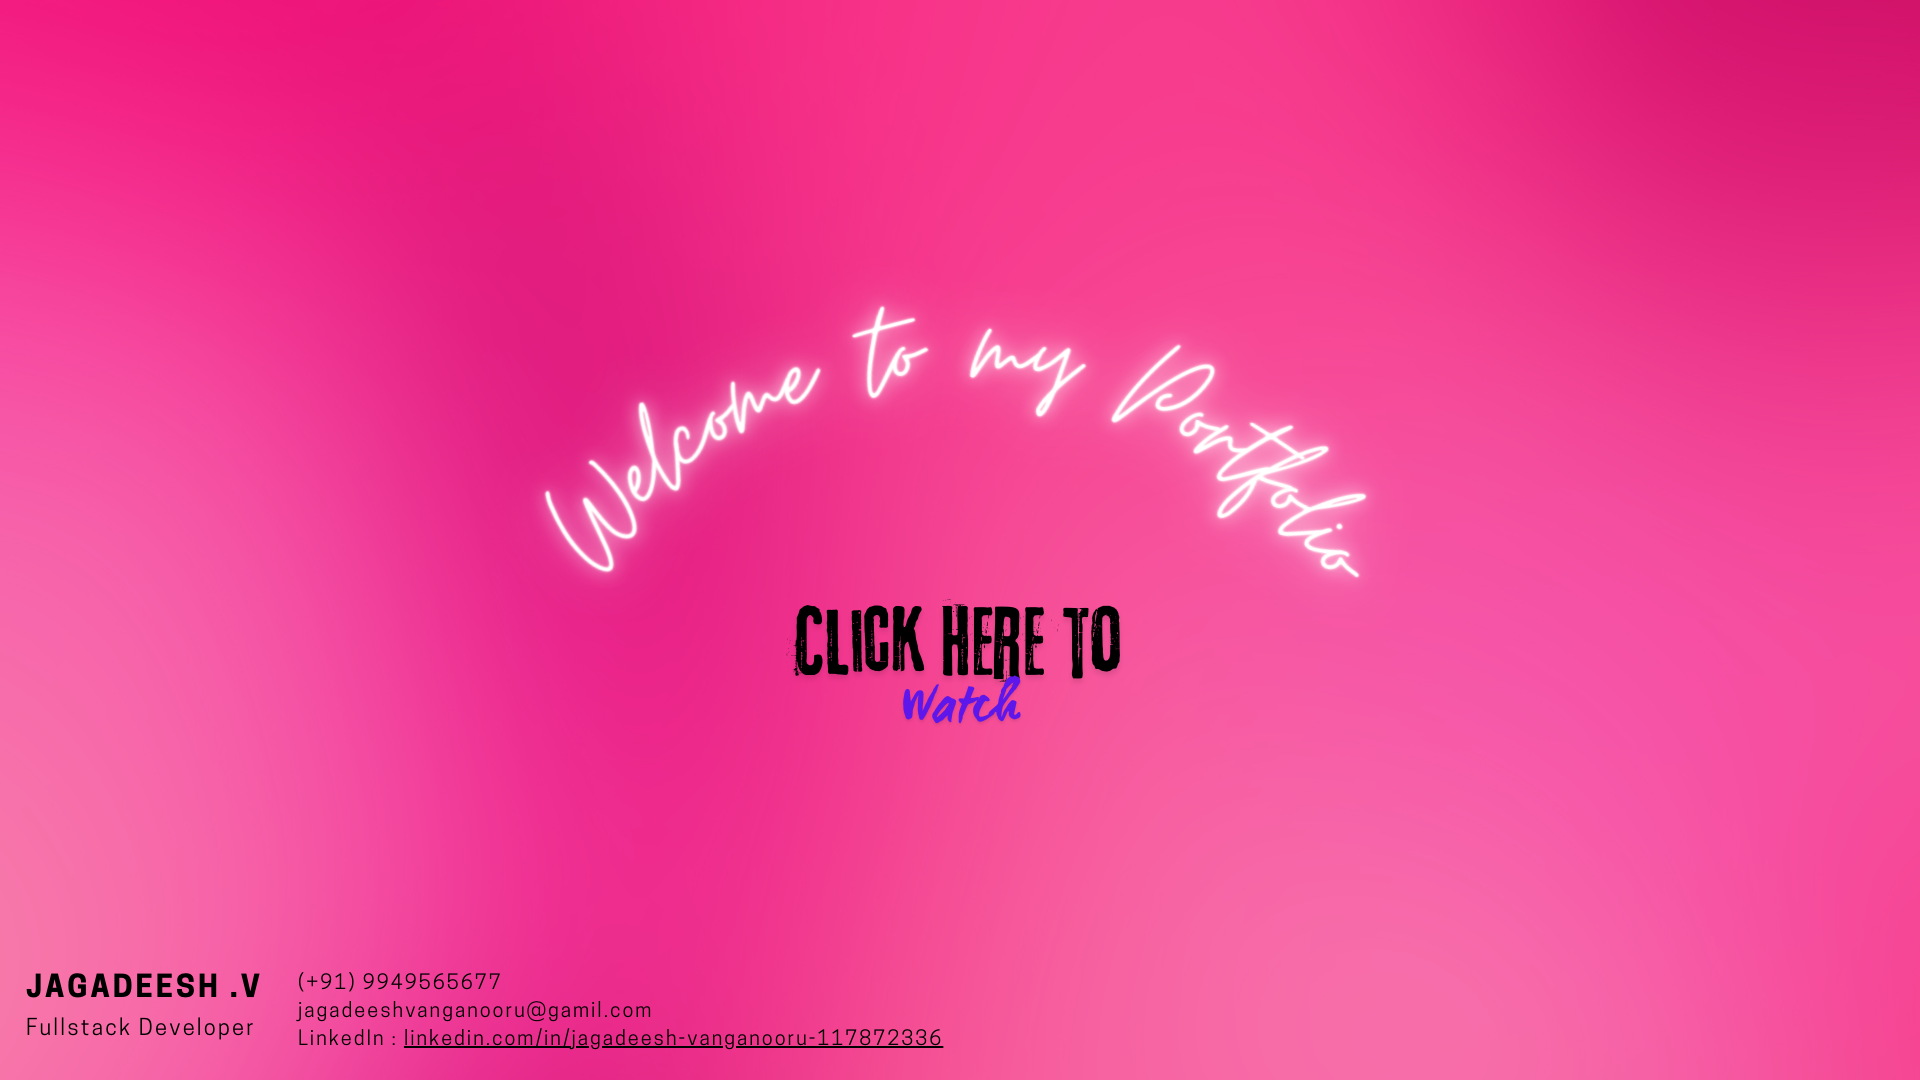 Welcome to my Portfolio
CLICK HERE TO
Watch
JAGADEESH .V
Fullstack Developer
(+91) 9949565677
jagadeeshvanganooru@gamil.com
LinkedIn : linkedin.com/in/jagadeesh-vanganooru-117872336